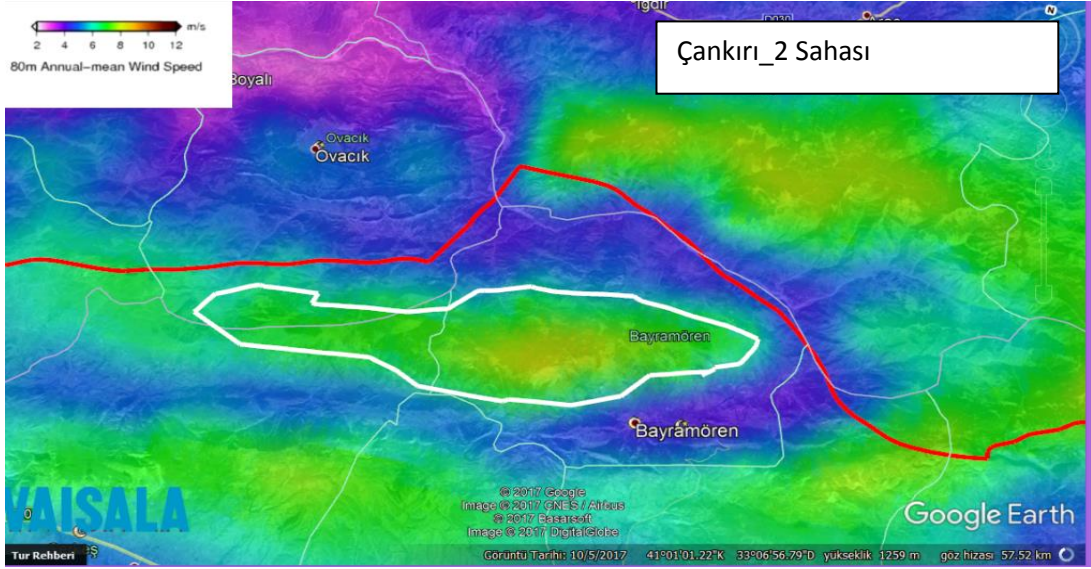 m/s
2 4 6 8 10 12
80m Annual-mean Wind Speed
Çankırı_2 Sahası
N
D030
Boyalı
Ovacık
Ovacık
Bayramören
Bayramören
VAISALA
© 2017 Google
Image © 2017 CNES / Airbus
© 2017 Basarsoft
Image © 2017 DigitalGlobe
Google Earth
Tur Rehberi
Görüntü Tarihi: 10/5/2017 41°01'01.22"K 33°06'56.79"D yükseklik 1259 m göz hizası 57.52 km